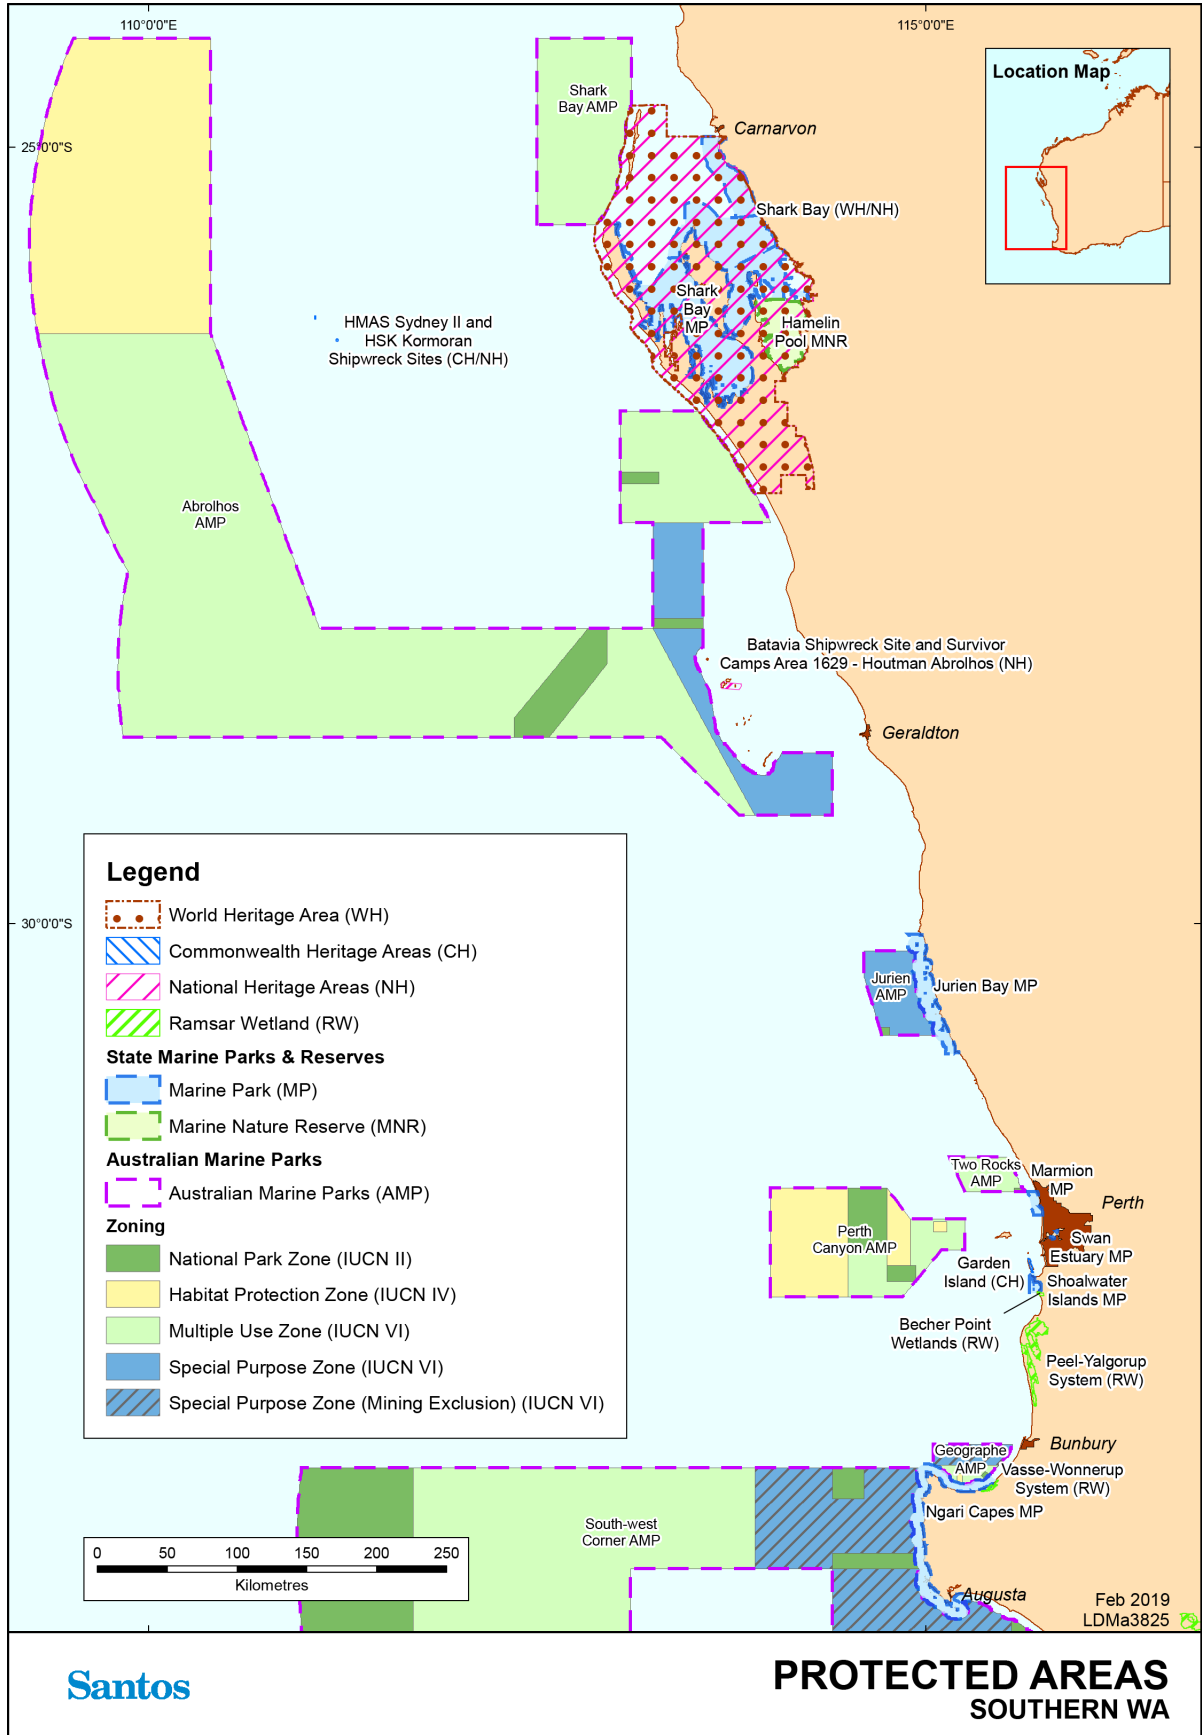 110°0'0"E
115°0'0"E
Location Map
Shark
Bay AMP
Carnarvon
25°0'0"S
Shark Bay (WH/NH)
Shark
Bay
MP
Hamelin
Pool MNR
HMAS Sydney II and
HSK Kormoran
Shipwreck Sites (CH/NH)
Abrolhos
AMP
Batavia Shipwreck Site and Survivor
Camps Area 1629 - Houtman Abrolhos (NH)
Geraldton
30°0'0"S
Jurien
AMP
Jurien Bay MP
Two Rocks
AMP
Marmion
MP
Perth
Perth
Canyon AMP
Swan
Estuary MP
Garden
Island (CH)
Shoalwater
Islands MP
Becher Point
Wetlands (RW)
Peel-Yalgorup
System (RW)
Bunbury
Geographe
AMP
Vasse-Wonnerup
System (RW)
Ngari Capes MP
South-west
Corner AMP
Augusta
Legend
World Heritage Area (WH)
Commonwealth Heritage Areas (CH)
National Heritage Areas (NH)
Ramsar Wetland (RW)
State Marine Parks & Reserves
Marine Park (MP)
Marine Nature Reserve (MNR)
Australian Marine Parks
Australian Marine Parks (AMP)
Zoning
National Park Zone (IUCN II)
Habitat Protection Zone (IUCN IV)
Multiple Use Zone (IUCN VI)
Special Purpose Zone (IUCN VI)
Special Purpose Zone (Mining Exclusion) (IUCN VI)
0 50 100 150 200 250
Kilometres
Feb 2019
LDMa3825
Santos
PROTECTED AREAS
SOUTHERN WA